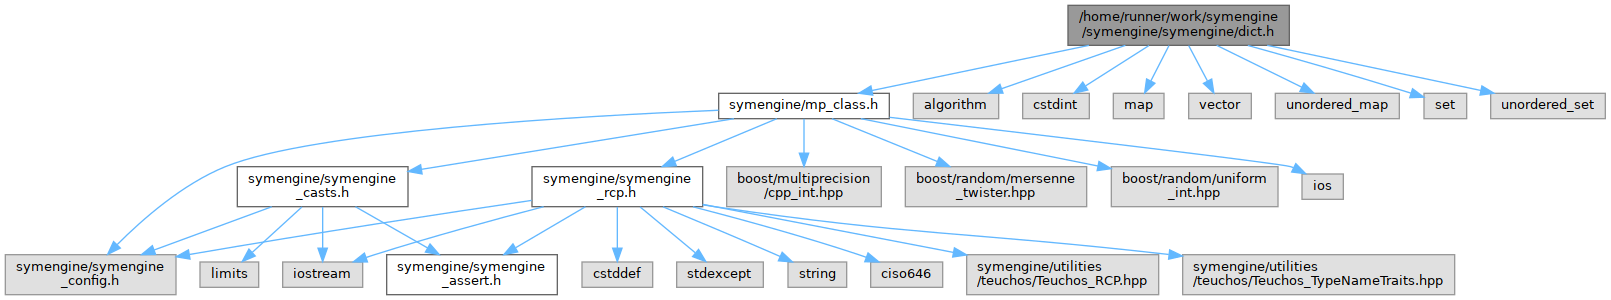 /home/runner/work/symengine
/symengine/symengine/dict.h
symengine/mp_class.h
algorithm
cstdint
map
vector
unordered_map
set
unordered_set
symengine/symengine
_casts.h
symengine/symengine
_rcp.h
boost/multiprecision
/cpp_int.hpp
boost/random/mersenne
_twister.hpp
boost/random/uniform
_int.hpp
ios
symengine/symengine
_config.h
limits
iostream
symengine/symengine
_assert.h
cstddef
stdexcept
string
ciso646
symengine/utilities
/teuchos/Teuchos_RCP.hpp
symengine/utilities
/teuchos/Teuchos_TypeNameTraits.hpp